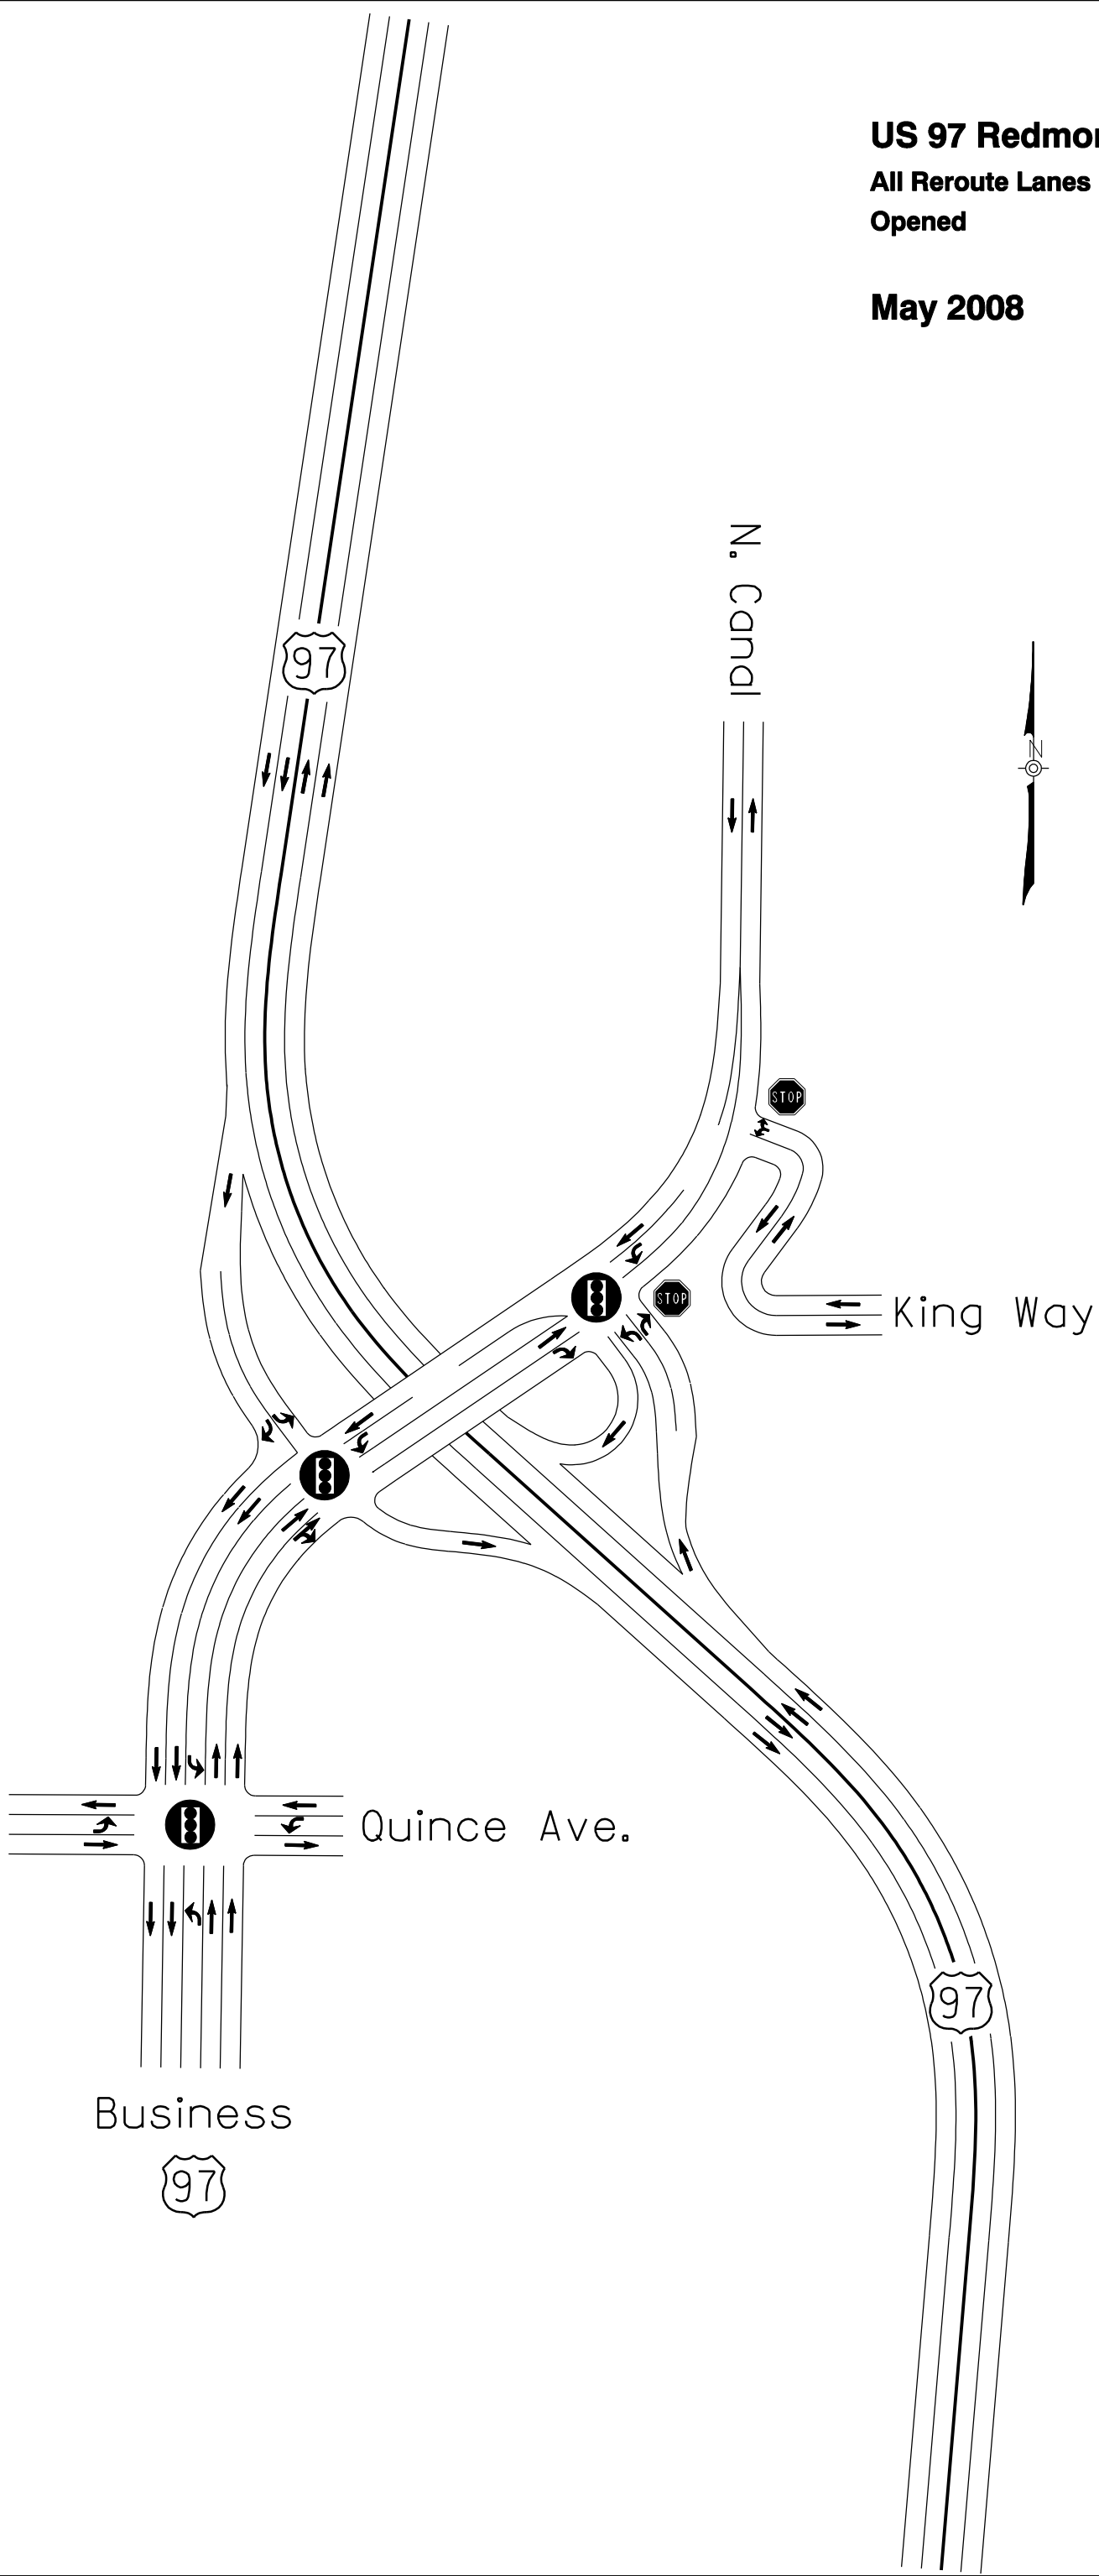 US 97 Redmon
All Reroute Lanes
Opened
May 2008
N. Canal
97
N
STOP
STOP
King Way
Quince Ave.
97
Business
97